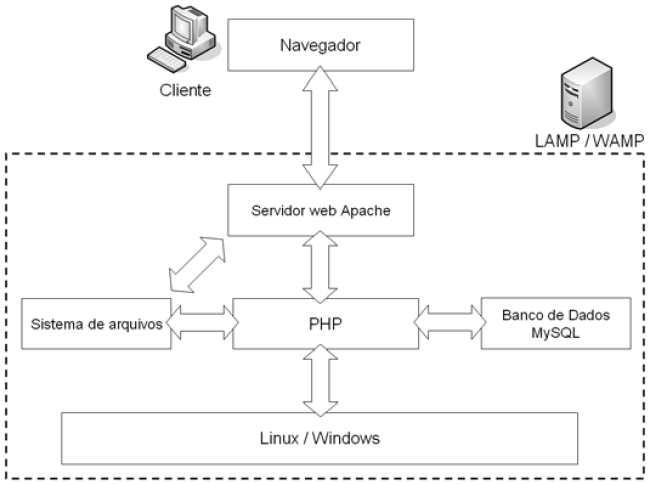 Navegador
Cliente
LAMP / WAMP
Servidor web Apache
Sistema de arquivos
PHP
Banco de Dados
MySQL
Linux / Windows